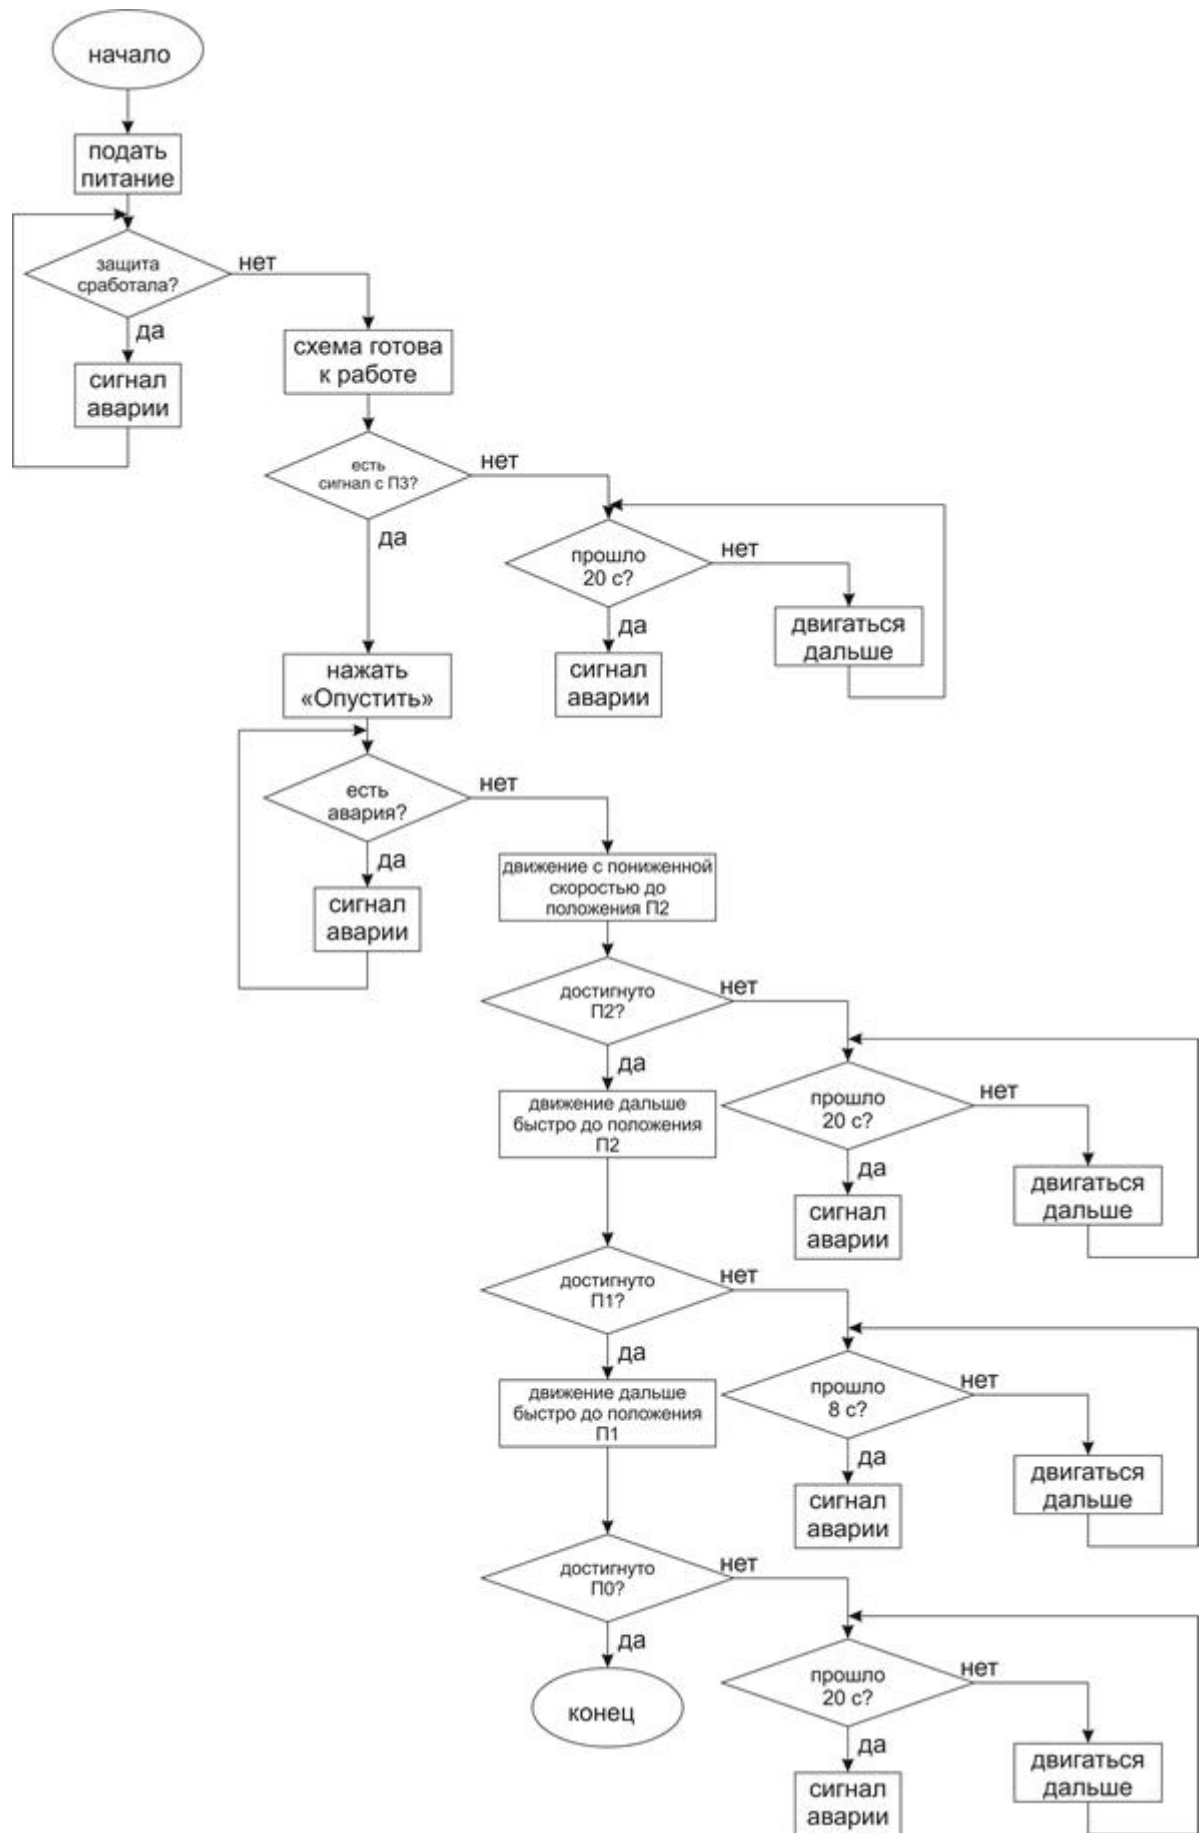 начало
подать
питание
защита
сработала?
нет
да
сигнал
аварии
схема готова
к работе
есть
сигнал с П3?
нет
да
прошло
20 с?
нет
да
сигнал
аварии
двигаться
дальше
нажать
«Опустить»
есть
авария?
нет
да
сигнал
аварии
движение с пониженной
скоростью до
положения П2
достигнуто
П2?
нет
да
прошло
20 с?
нет
да
сигнал
аварии
двигаться
дальше
движение дальше
быстро до положения
П2
достигнуто
П1?
нет
да
прошло
8 с?
нет
да
сигнал
аварии
двигаться
дальше
движение дальше
быстро до положения
П1
достигнуто
П0?
нет
да
конец
прошло
20 с?
нет
да
сигнал
аварии
двигаться
дальше